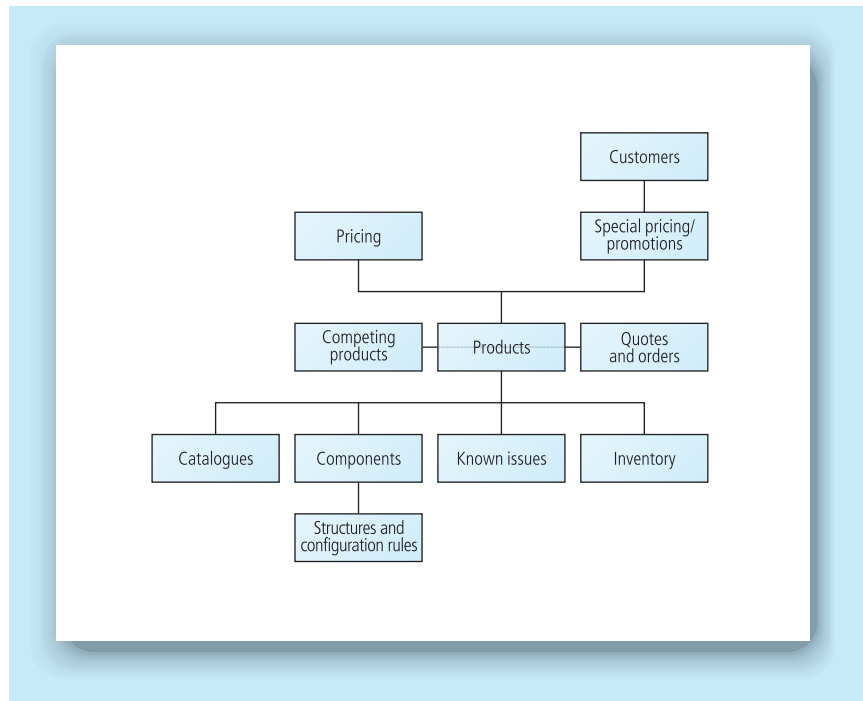 Customers
Pricing
Special pricing/
promotions
Competing
products
Products
Quotes
and orders
Catalogues
Components
Known issues
Inventory
Structures and
configuration rules